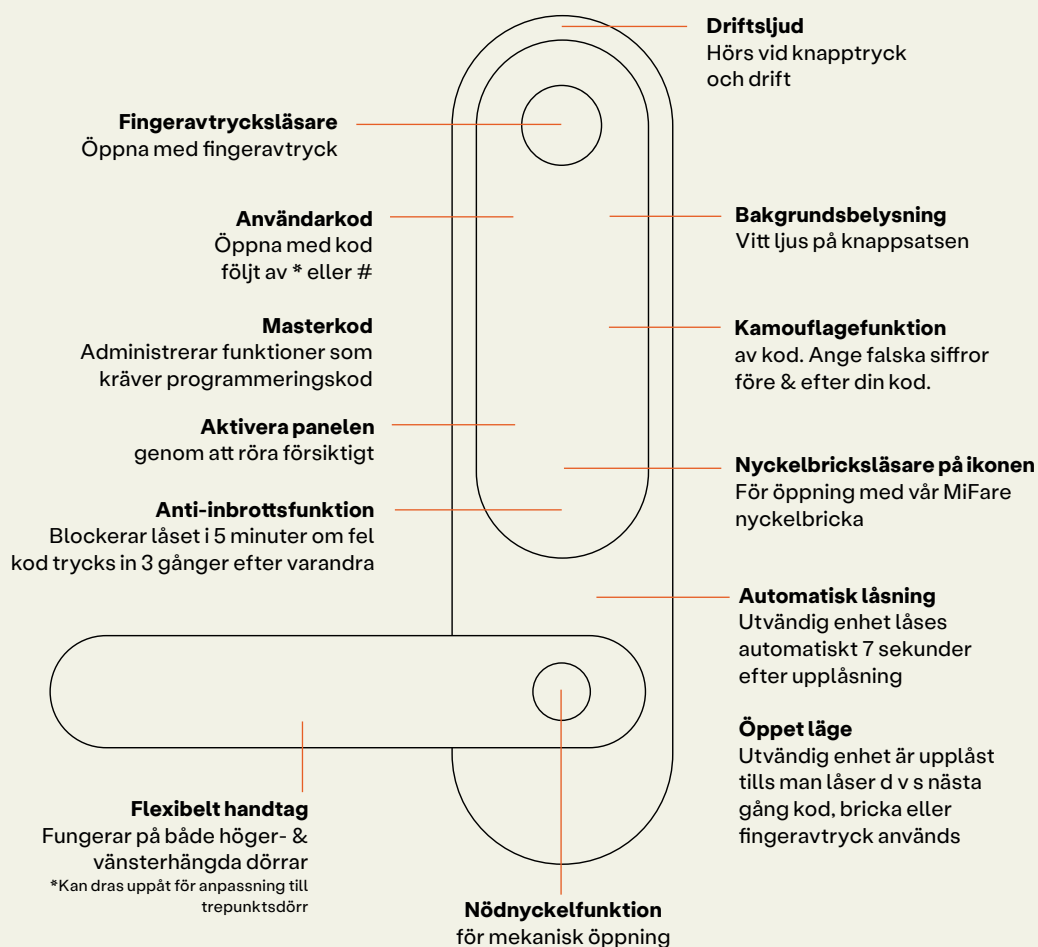 Driftsljud
Hörs vid knapptryck
och drift
Fingeravtrycksläsare
Öppna med fingeravtryck
Användarkod
Öppna med kod
följt av * eller #
Bakgrundsbelysning
Vitt ljus på knappsatsen
Masterkod
Administrerar funktioner som
kräver programmeringskod
Kamouflagefunktion
av kod. Ange falska siffror
före & efter din kod.
Aktivera panelen
genom att röra försiktigt
Nyckelbricksläsare på ikonen
För öppning med vår MiFare
nyckelbricka
Anti-inbrottsfunktion
Blockerar låset i 5 minuter om fel
kod trycks in 3 gånger efter varandra
Automatisk låsning
Utvändig enhet låses
automatiskt 7 sekunder
efter upplåsning
Öppet läge
Utvändig enhet är upplåst
tills man låser d v s nästa
gång kod, bricka eller
fingeravtryck används
Flexibelt handtag
Fungerar på både höger- &
vänsterhängda dörrar
*Kan dras uppåt för anpassning till
trepunktsdörr
Nödnyckelfunktion
för mekanisk öppning